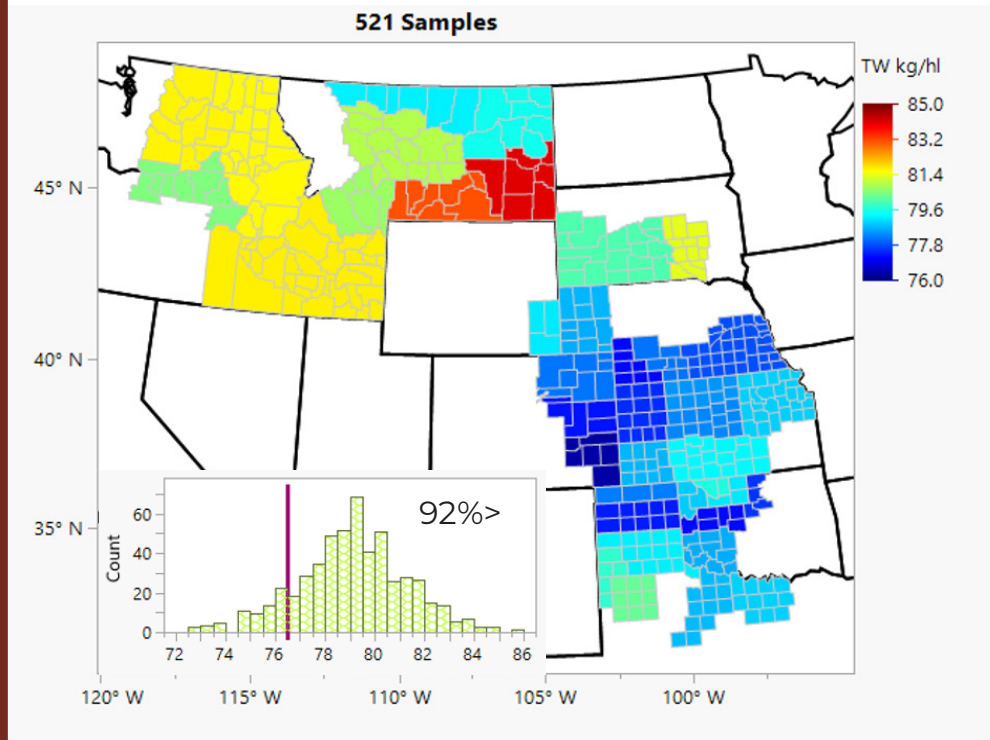 521 Samples
TW kg/hl
85.0
83.2
81.4
79.6
77.8
76.0
45° N
40° N
35° N
92%>
Count
60
40
20
0
72 74 76 78 80 82 84 86
120° W 115° W 110° W 105° W 100° W